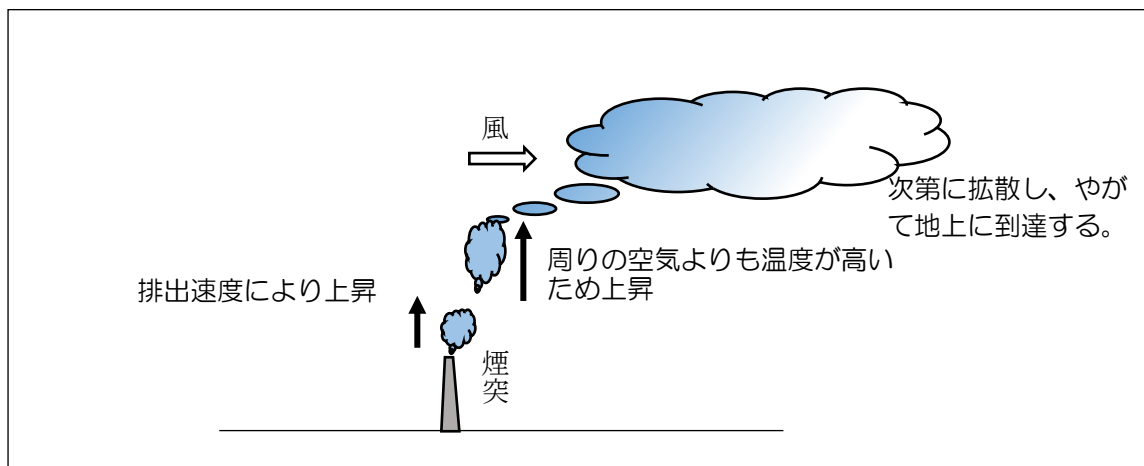 風
次第に拡散し、やが
て地上に到達する。
周りの空気よりも温度が高い
ため上昇
排出速度により上昇
煙突